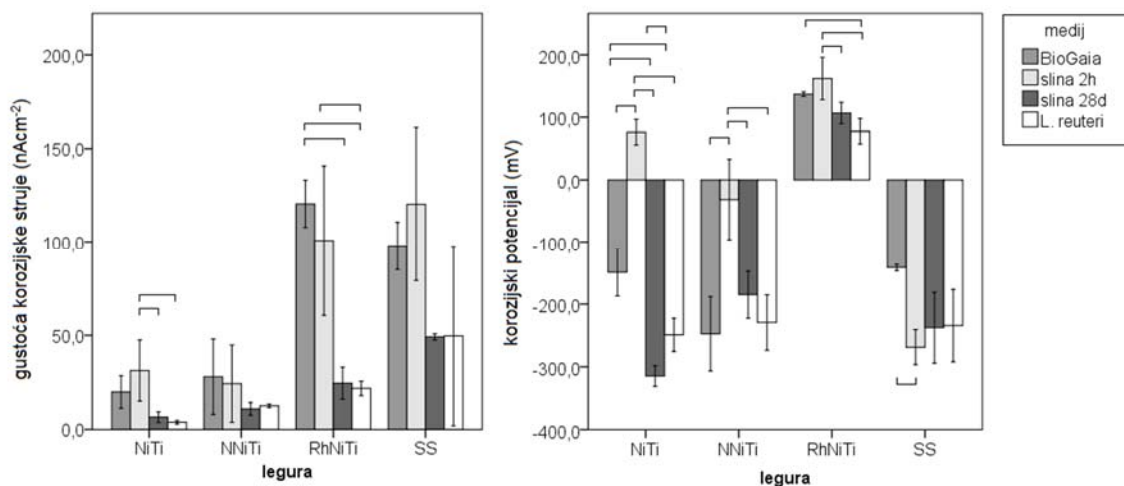 gustoća korozijske struje (nAcm-2)
200,0
150,0
100,0
50,0
0,0
NiTi NNiTi RhNiTi SS
legura
korozijski potencijal (mV)
200,0
100,0
0,0
-100,0
-200,0
-300,0
-400,0
NiTi NNiTi RhNiTi SS
legura
medij
BioGaia
slina 2h
slina 28d
L. reuteri